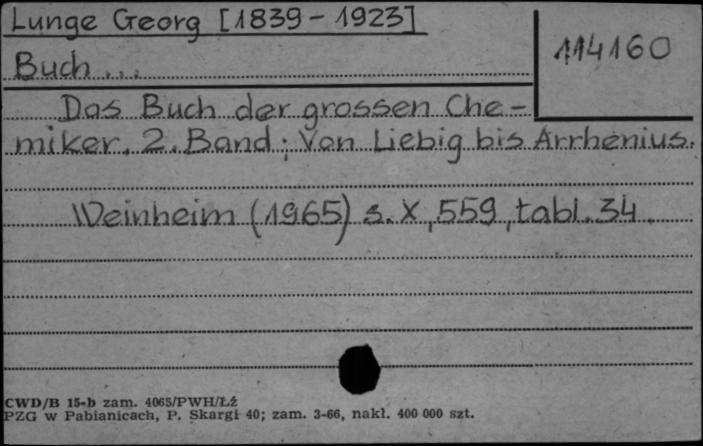 Lunge Georg [1839-1923]
114160
Buch...
Das Buch der grossen Che-
miker. 2. Band; Von Liebig bis Arrhenius.
Weinheim (1965) s. X, 559, tabl. 34.
CWD/B 15-b zam. 4065/PWH/Łż
PZG w Pabianicach, P. Skargi 40; zam. 3-66, nakł. 400 000 szt.